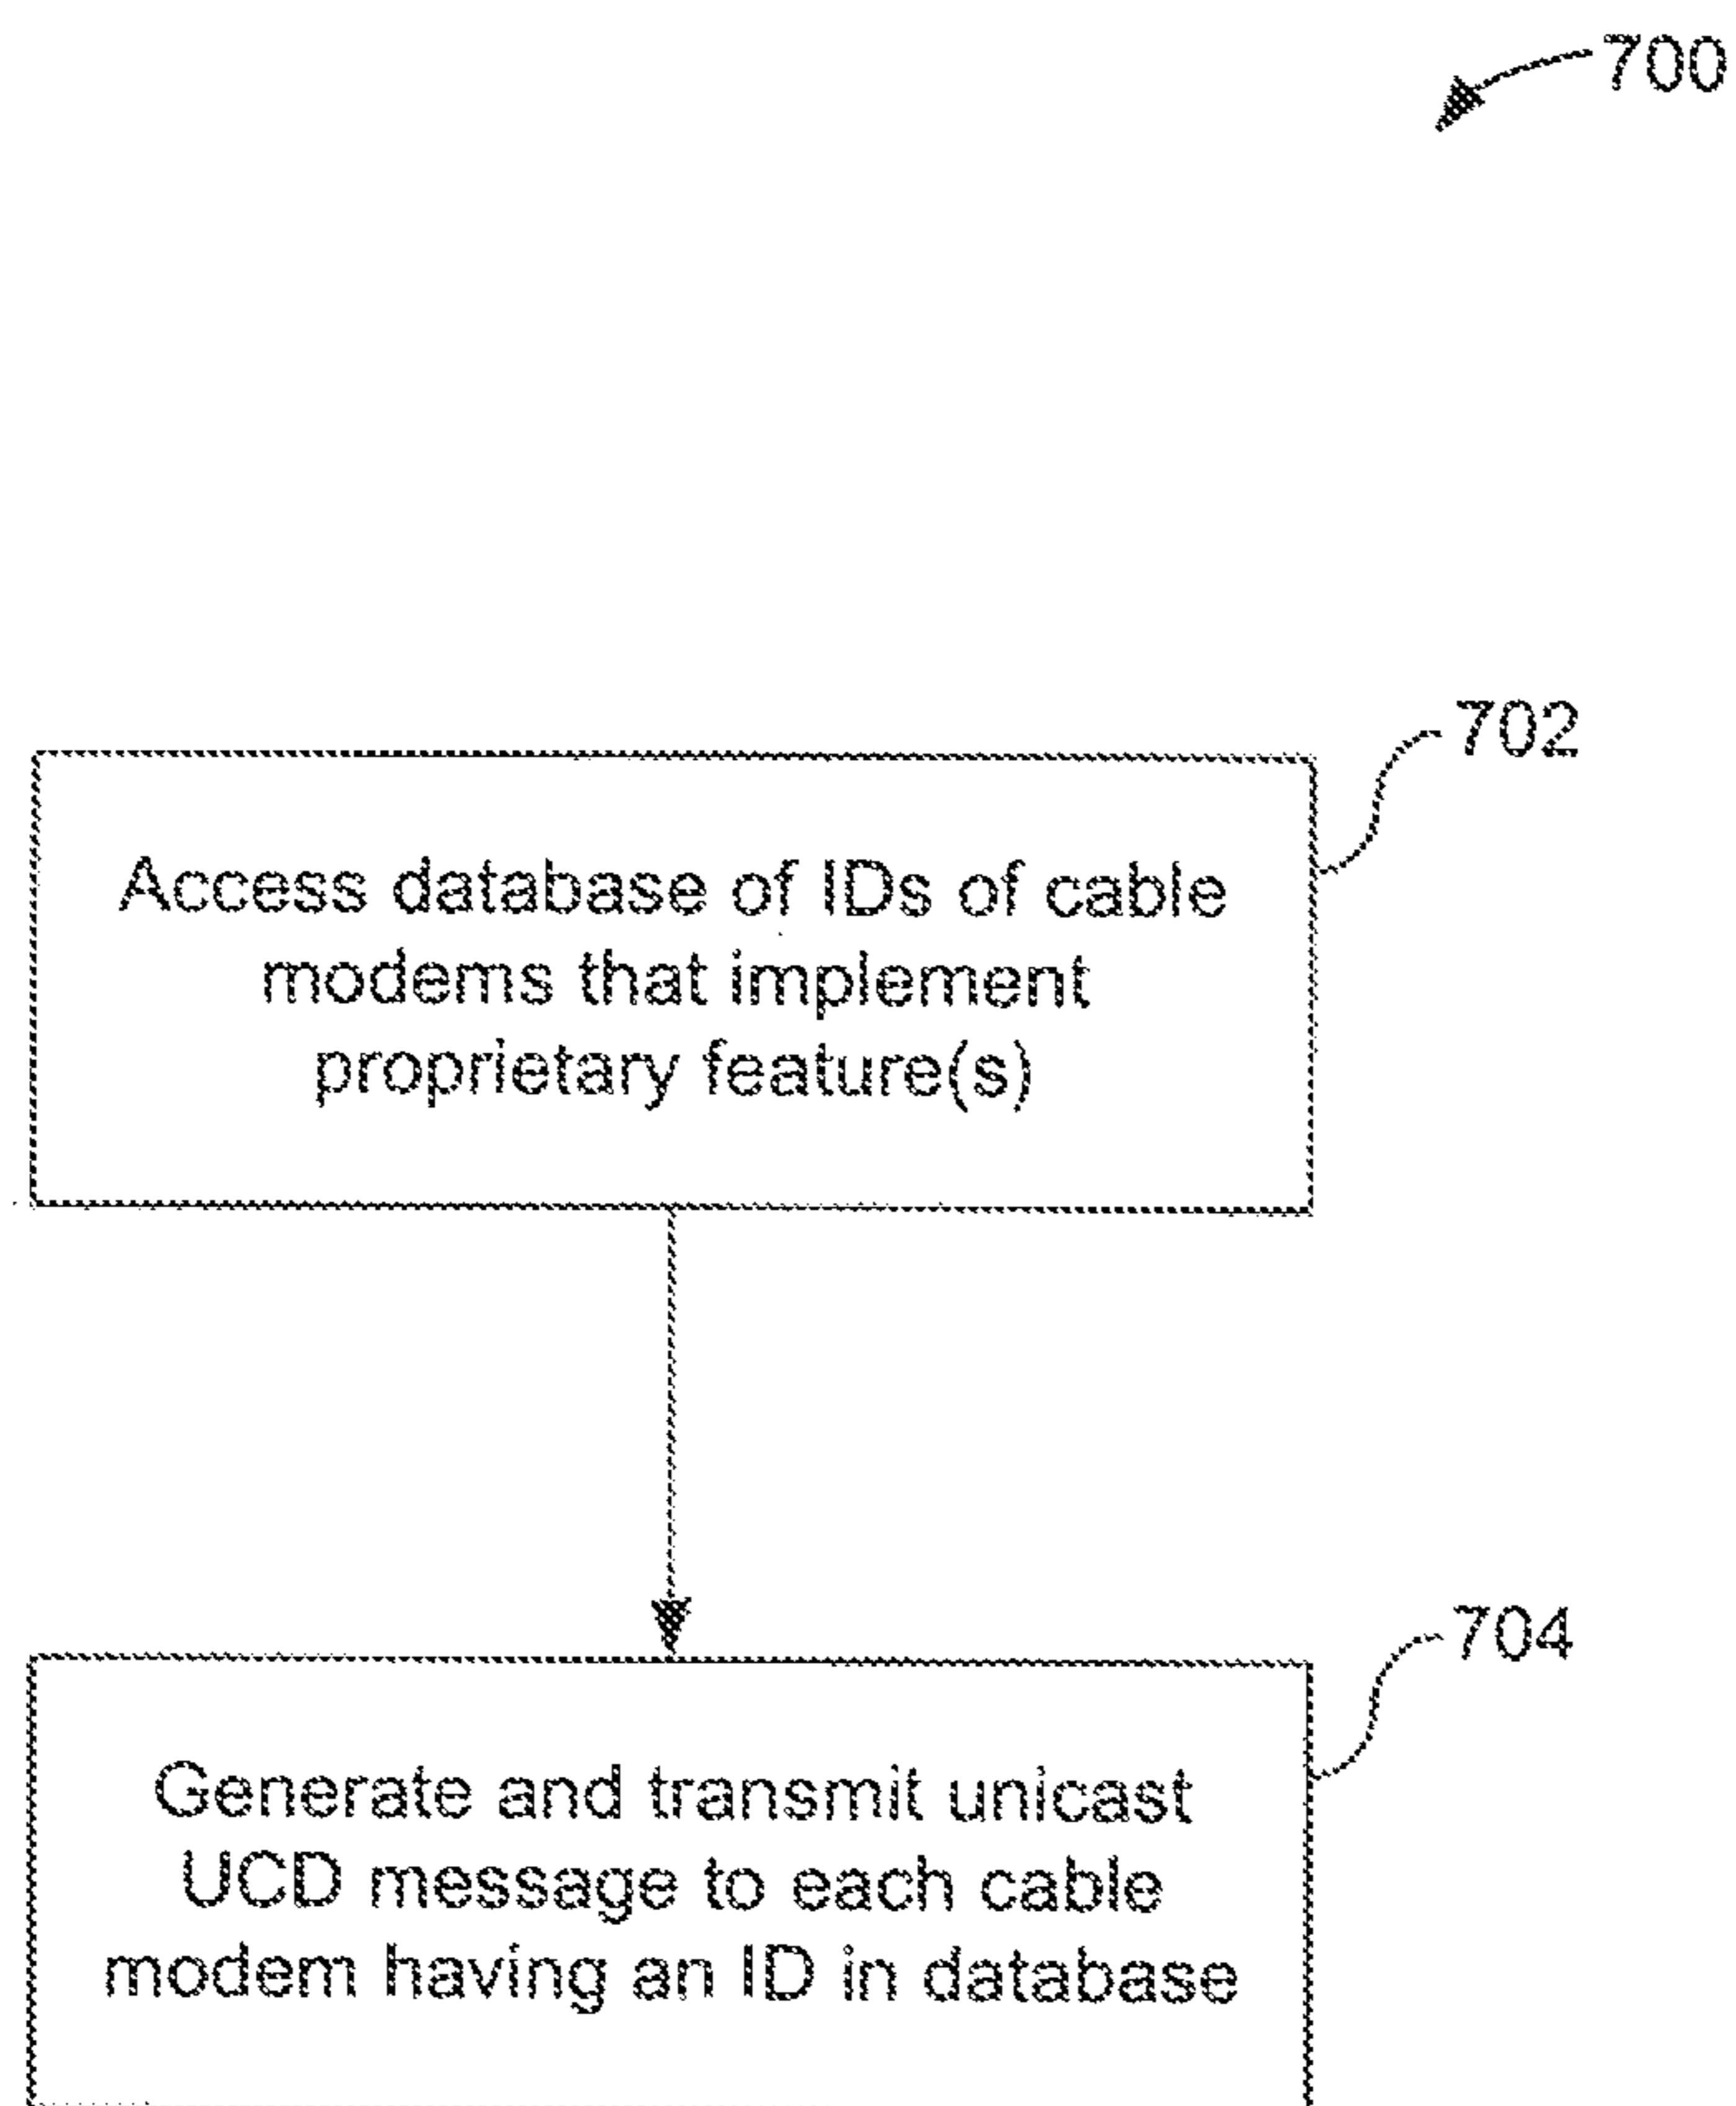 700
702
Access database of IDs of cable
modems that implement
proprietary feature(s)
704
Generate and transmit unicast
UCD message to each cable
modem having an ID in database